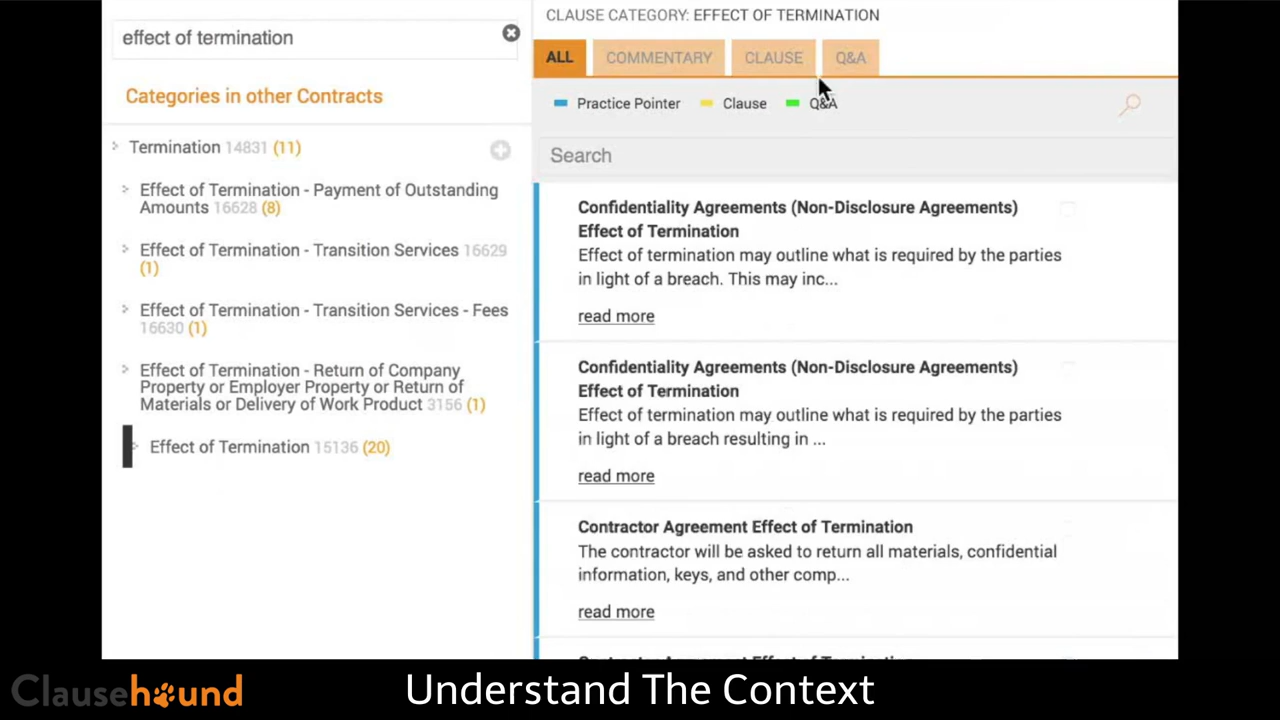 effect of termination
Categories in other Contracts
Termination 14831 (11)
Effect of Termination - Payment of Outstanding
Amounts 16628 (8)
Effect of Termination - Transition Services 16629
(1)
Effect of Termination - Transition Services - Fees
16630 (1)
Effect of Termination - Return of Company
Property or Employer Property or Return of
Materials or Delivery of Work Product 3156 (1)
Effect of Termination 15136 (20)
CLAUSE CATEGORY: EFFECT OF TERMINATION
ALL COMMENTARY CLAUSE Q&A
Practice Pointer Clause Q&A
Search
Confidentiality Agreements (Non-Disclosure Agreements)
Effect of Termination
Effect of termination may outline what is required by the parties
in light of a breach. This may inc...
read more
Confidentiality Agreements (Non-Disclosure Agreements)
Effect of Termination
Effect of termination may outline what is required by the parties
in light of a breach resulting in ...
read more
Contractor Agreement Effect of Termination
The contractor will be asked to return all materials, confidential
information, keys, and other comp...
read more
Clausehound
Understand The Context